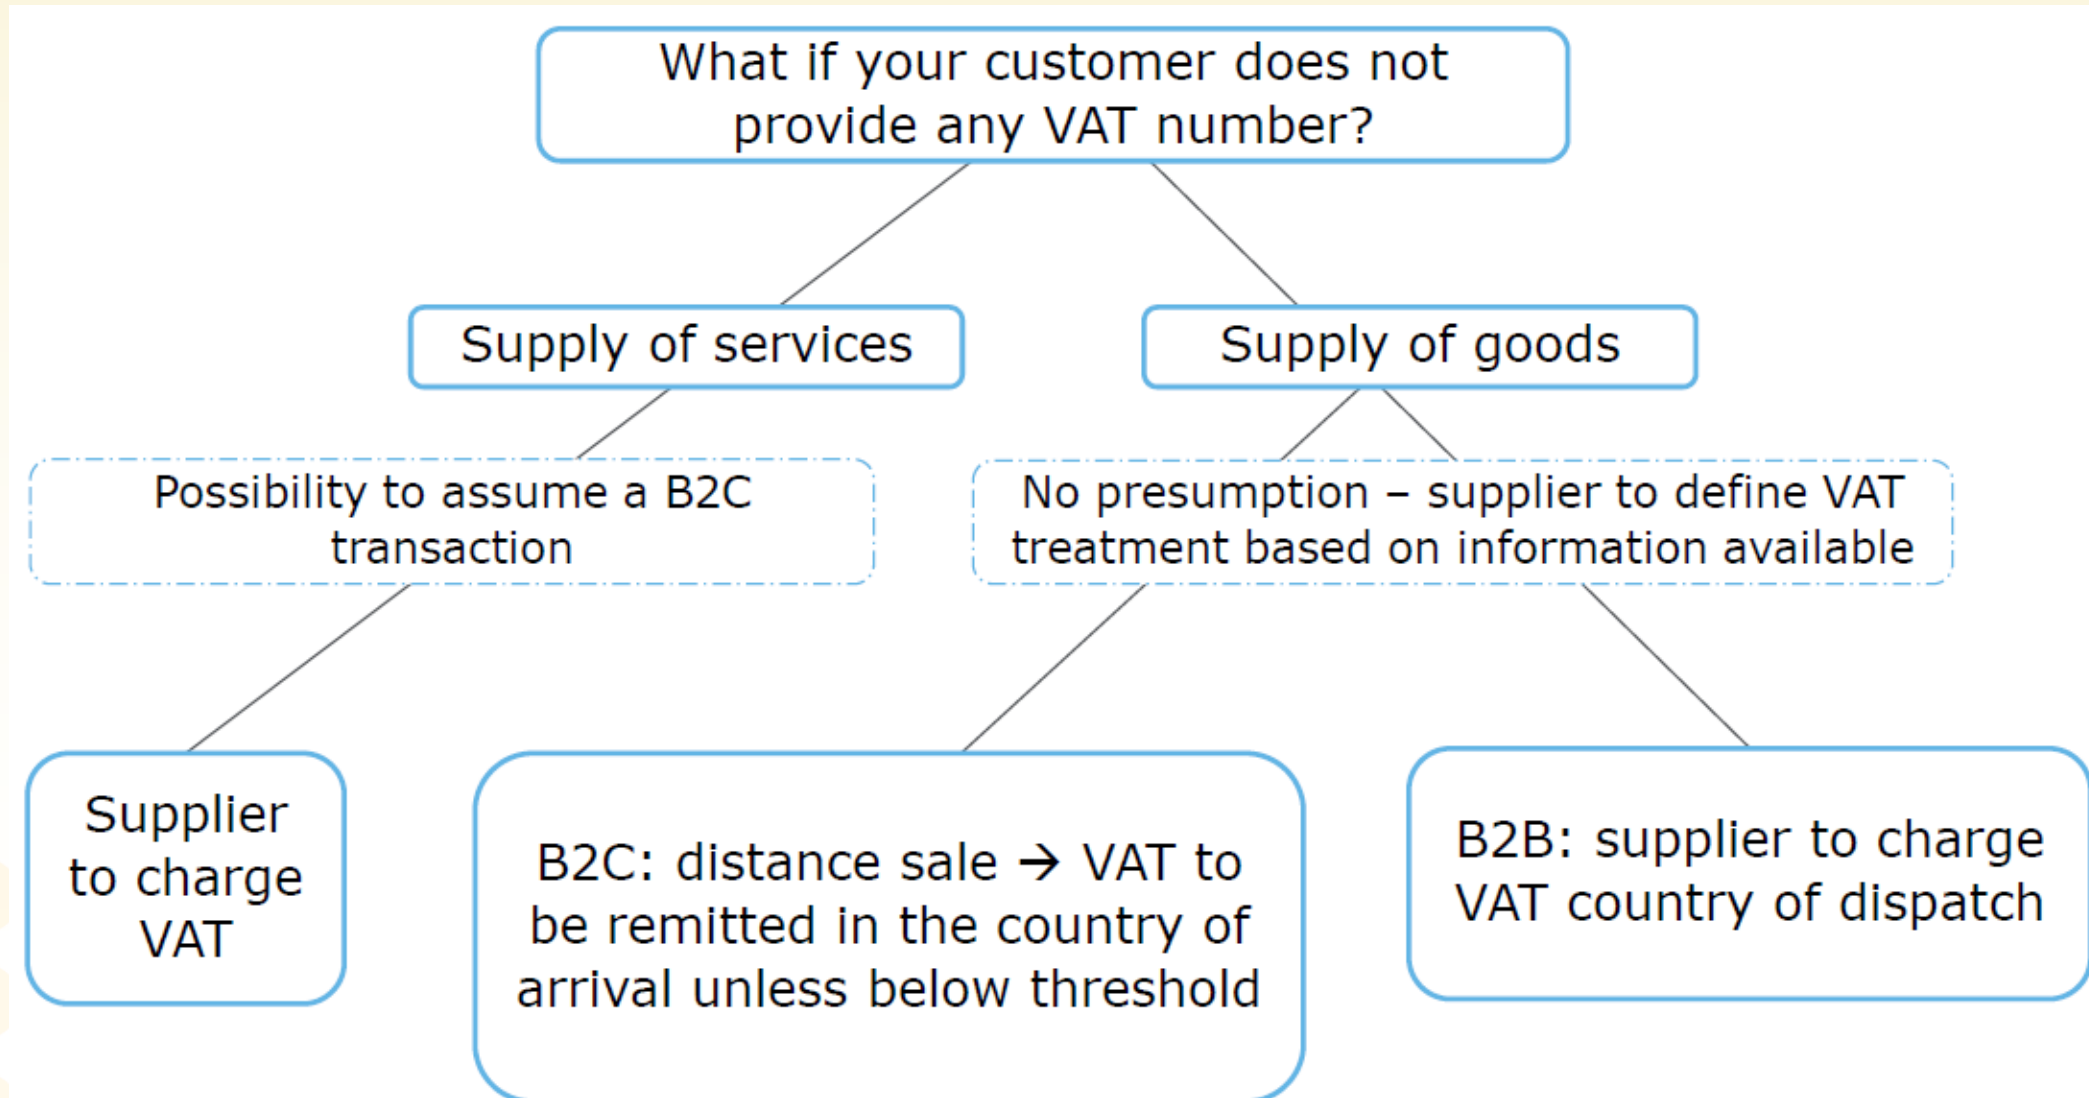 What if your customer does not
provide any VAT number?
Supply of services
Supply of goods
Possibility to assume a B2C
transaction
No presumption – supplier to define VAT
treatment based on information available
Supplier
to charge
VAT
B2C: distance sale → VAT to
be remitted in the country of
arrival unless below threshold
B2B: supplier to charge
VAT country of dispatch